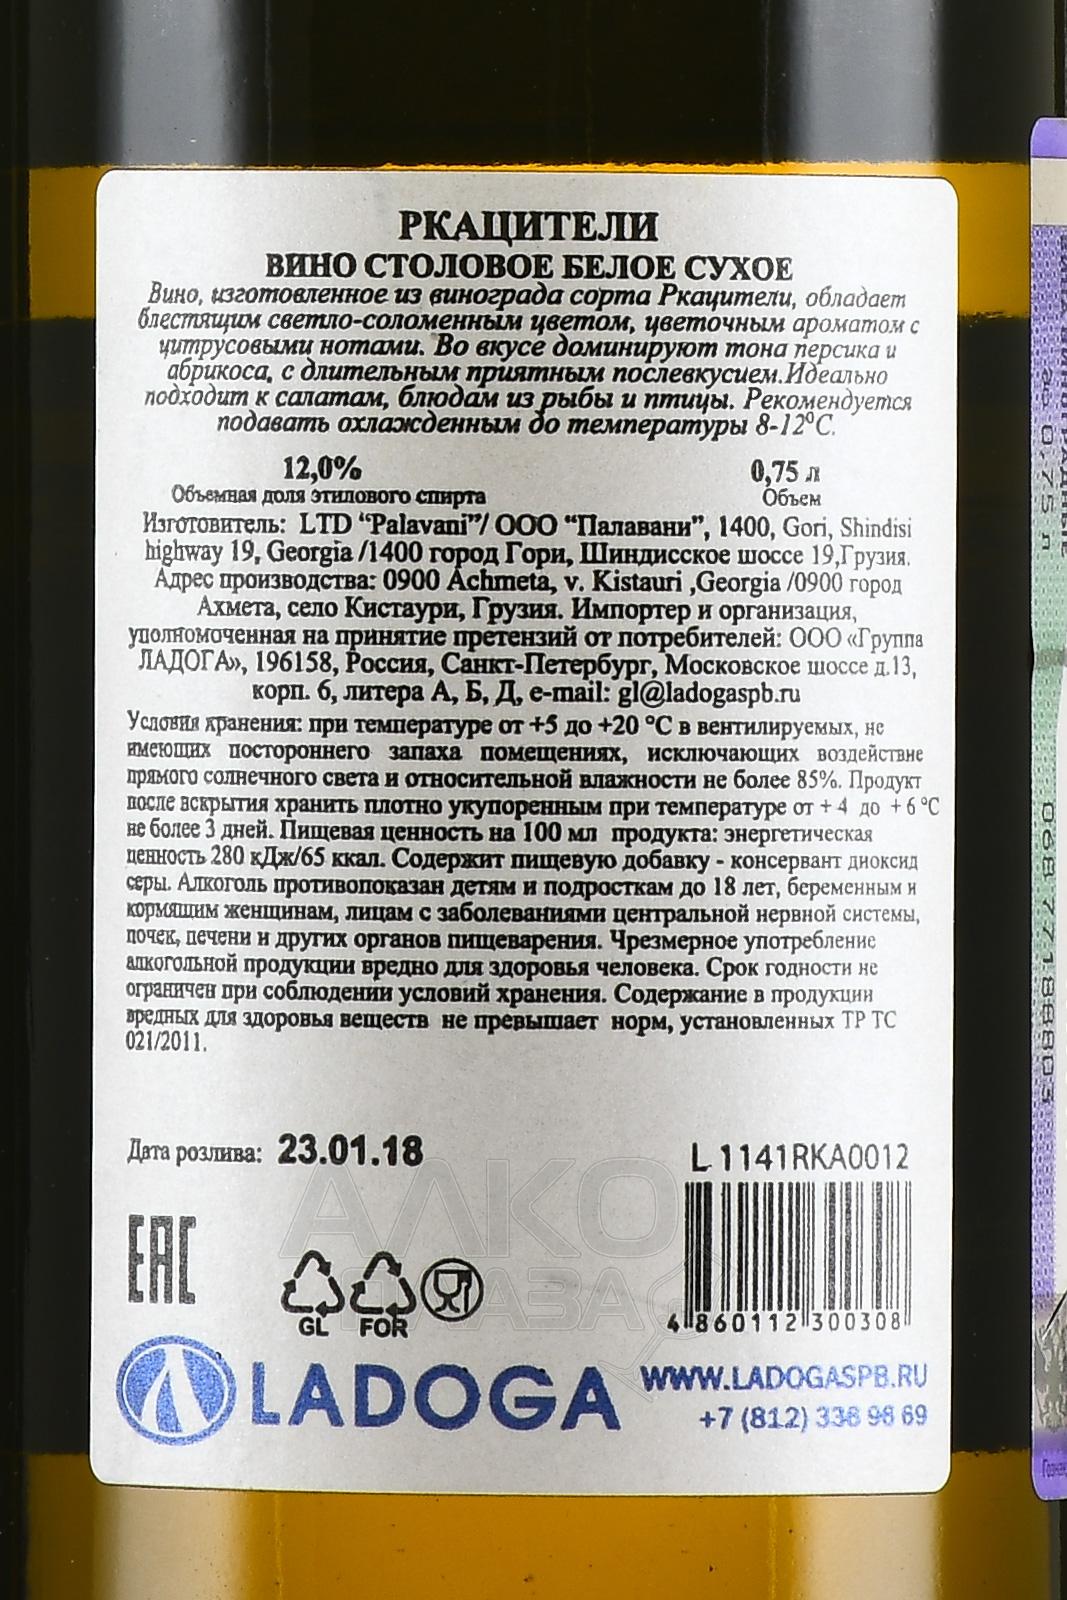 РКАЦИТЕЛИ
ВИНО СТОЛОВОЕ БЕЛОЕ СУХОЕ
Вино, изготовленное из винограда сорта Ркацители, обладает
блестящим светло-соломенным цветом, цветочным ароматом с
цитрусовыми нотами. Во вкусе доминируют тона персика и
абрикоса, с длительным приятным послевкусием.Идеально
подходит к салатам, блюдам из рыбы и птицы. Рекомендуется
подавать охлажденным до температуры 8-12°С.
12,0% 0,75 л
Объемная доля этилового спирта Объем
Изготовитель: LTD “Palavani”/ ООО “Палавани”, 1400, Gori, Shindisi
highway 19, Georgia /1400 город Гори, Шиндисское шоссе 19,Грузия.
Адрес производства: 0900 Achmeta, v. Kistauri ,Georgia /0900 город
Ахмета, село Кистаури, Грузия. Импортер и организация,
уполномоченная на принятие претензий от потребителей: ООО «Группа
ЛАДОГА», 196158, Россия, Санкт-Петербург, Московское шоссе д.13,
корп. 6, литера А, Б, Д, e-mail: gl@ladogaspb.ru
Условия хранения: при температуре от +5 до +20 °С в вентилируемых, не
имеющих постороннего запаха помещениях, исключающих воздействие
прямого солнечного света и относительной влажности не более 85%. Продукт
после вскрытия хранить плотно укупоренным при температуре от + 4 до + 6 °С
не более 3 дней. Пищевая ценность на 100 мл продукта: энергетическая
ценность 280 кДж/65 ккал. Содержит пищевую добавку - консервант диоксид
серы. Алкоголь противопоказан детям и подросткам до 18 лет, беременным и
кормящим женщинам, лицам с заболеваниями центральной нервной системы,
почек, печени и других органов пищеварения. Чрезмерное употребление
алкогольной продукции вредно для здоровья человека. Срок годности не
ограничен при соблюдении условий хранения. Содержание в продукции
вредных для здоровья веществ не превышает норм, установленных ТР ТС
021/2011.
Дата розлива: 23.01.18
L 1141RKA0012
EAC
GL FOR
4 860112 300308
LADOGA
WWW.LADOGASPB.RU
+7 (812) 336 96 69
АЛКО
ПЛАЗА
0,75 л
068 7718803